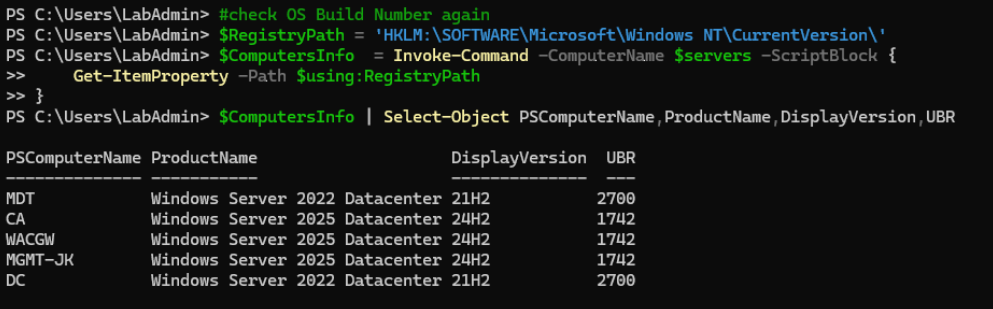 PS C:\Users\LabAdmin> #check OS Build Number again
PS C:\Users\LabAdmin> $RegistryPath = 'HKLM:\SOFTWARE\Microsoft\Windows NT\CurrentVersion\'
PS C:\Users\LabAdmin> $ComputersInfo  = Invoke-Command -ComputerName $servers -ScriptBlock {
>>     Get-ItemProperty -Path $using:RegistryPath
>> }
PS C:\Users\LabAdmin> $ComputersInfo | Select-Object PSComputerName,ProductName,DisplayVersion,UBR
PSComputerName ProductName                    DisplayVersion  UBR
-------------- -----------                    --------------  ---
MDT            Windows Server 2022 Datacenter 21H2           2700
CA             Windows Server 2025 Datacenter 24H2           1742
WACGW          Windows Server 2025 Datacenter 24H2           1742
MGMT-JK        Windows Server 2025 Datacenter 24H2           1742
DC             Windows Server 2022 Datacenter 21H2           2700